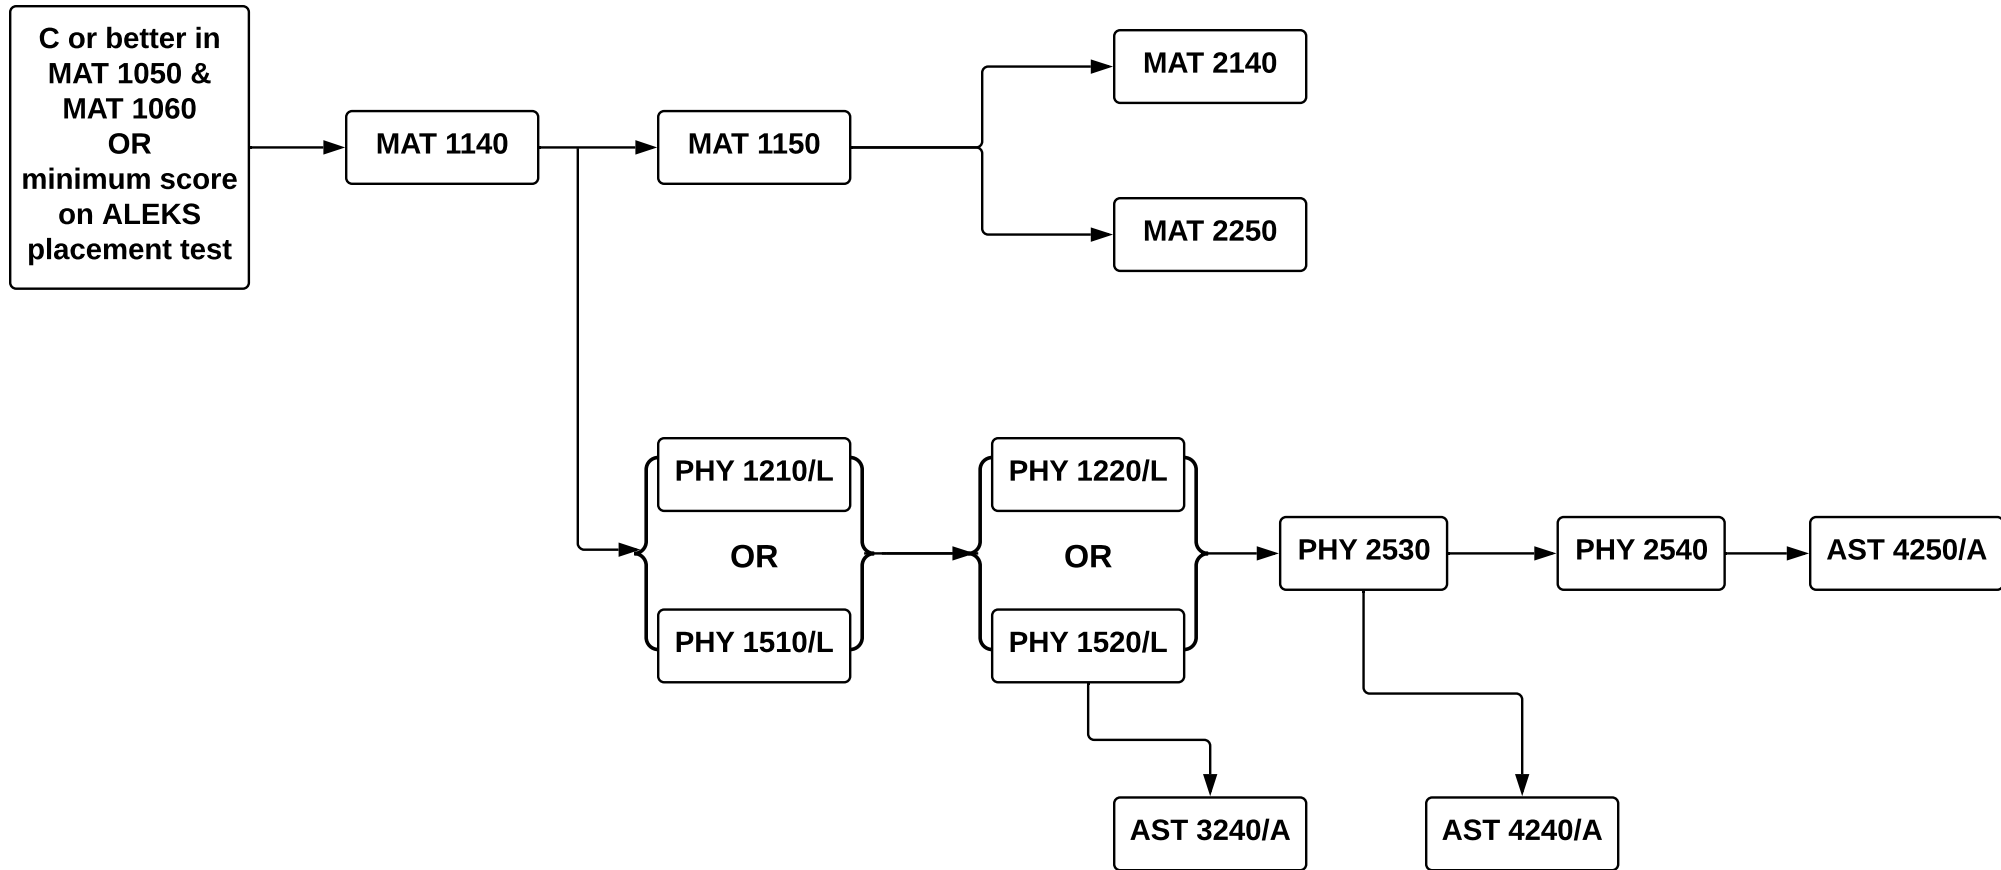 C or better in
MAT 1050 &
MAT 1060
OR
minimum score
on ALEKS
placement test
MAT 1140
MAT 1150
MAT 2140
MAT 2250
PHY 1210/L
OR
PHY 1510/L
PHY 1220/L
OR
PHY 1520/L
PHY 2530
PHY 2540
AST 4250/A
AST 3240/A
AST 4240/A